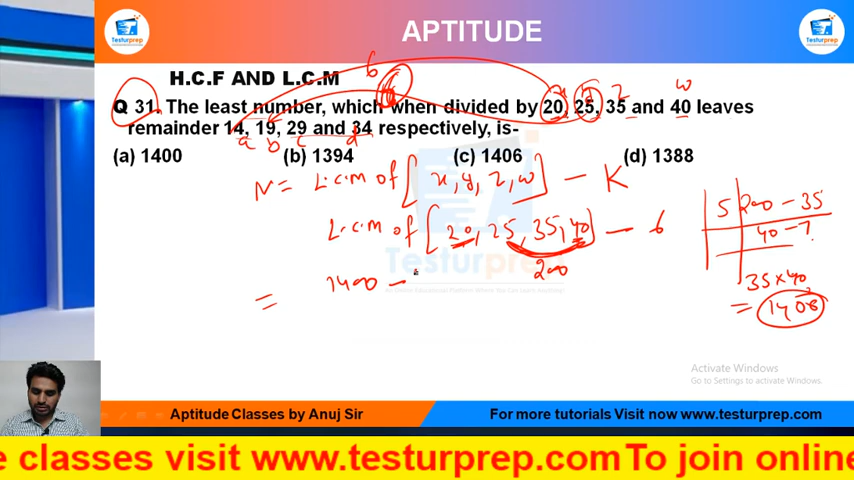 APTITUDE
Testurprep
Testurprep
H.C.F AND L.C.M
Q 31. The least number, which when divided by 20, 25, 35 and 40 leaves
remainder 14, 19, 29 and 34 respectively, is-
(a) 1400 (b) 1394 (c) 1406 (d) 1388
6
x y z w
a b c d
N = L.C.M of [x, y, z, w] - K
L.C.M of [20, 25, 35, 40] - 6
200
= 1400 -
5 200 - 35
40 - 7
35 x 40
= 1400
Testurprep
Activate Windows
Go to Settings to activate Windows.
Aptitude Classes by Anuj Sir
For more tutorials Visit now www.testurprep.com
e classes visit www.testurprep.com To join online